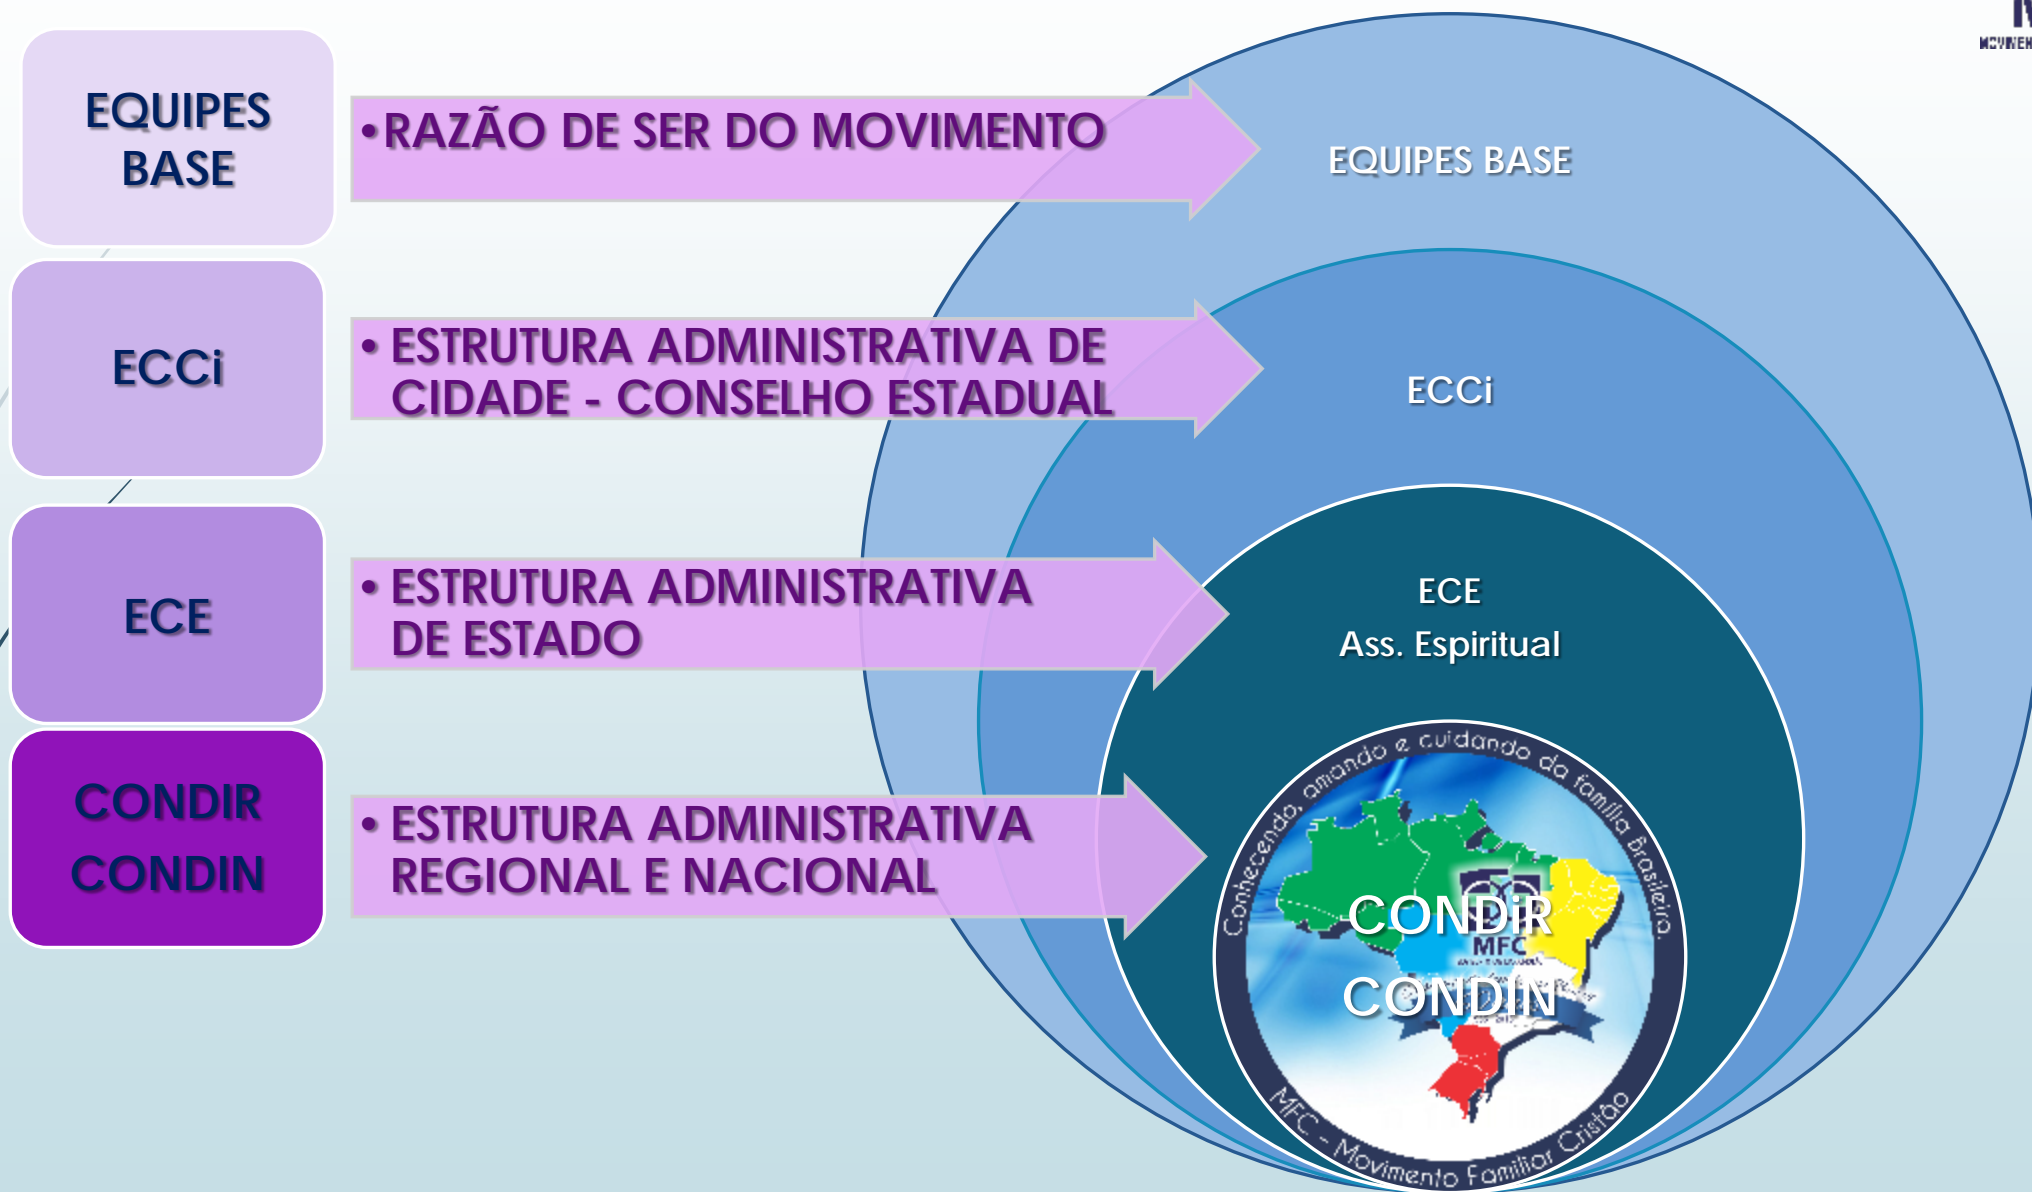 EQUIPES
BASE
•RAZÃO DE SER DO MOVIMENTO
EQUIPES BASE
ECCi
• ESTRUTURA ADMINISTRATIVA DE
CIDADE - CONSELHO ESTADUAL
ECCi
ECE
• ESTRUTURA ADMINISTRATIVA
DE ESTADO
ECE
Ass. Espiritual
CONDIR
CONDIN
• ESTRUTURA ADMINISTRATIVA
REGIONAL E NACIONAL
Conhecendo, amando e cuidando da família Brasileira.
CONDiR
MFC
CONDIN
MFC - Movimento Familiar Cristão